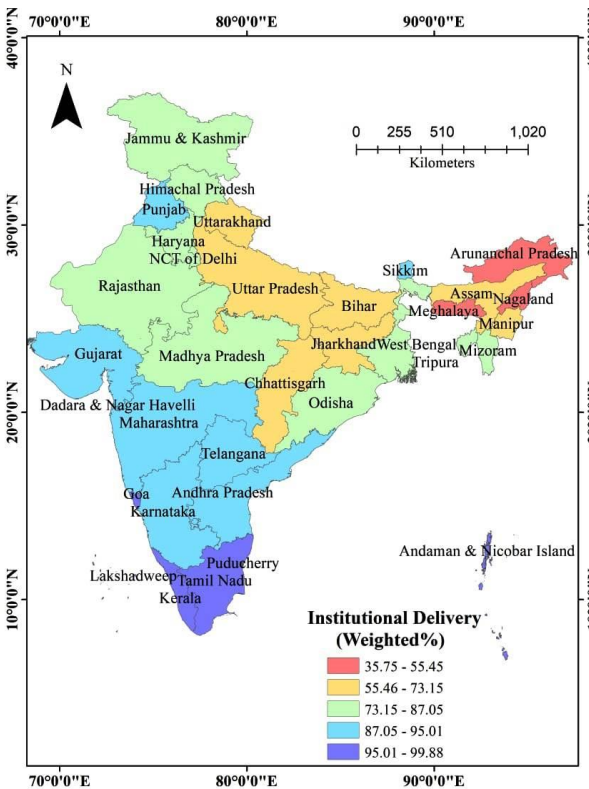 70°0'0"E 80°0'0"E 90°0'0"E
40°0'0"N
N
0 255 510 1,020
Kilometers
Jammu & Kashmir
Himachal Pradesh
Punjab
Uttarakhand
30°0'0"N
Haryana
NCT of Delhi
Arunanchal Pradesh
Sikkim
Rajasthan
Uttar Pradesh
Assam
Nagaland
Bihar
Meghalaya
Manipur
Gujarat
Madhya Pradesh
Jharkhand
West Bengal
Mizoram
Tripura
Chhattisgarh
Dadara & Nagar Havelli
Odisha
20°0'0"N
Maharashtra
Telangana
Goa
Andhra Pradesh
Karnataka
Andaman & Nicobar Island
Puducherry
Lakshadweep
Tamil Nadu
Kerala
10°0'0"N
Institutional Delivery
(Weighted%)
35.75 - 55.45
55.46 - 73.15
73.15 - 87.05
87.05 - 95.01
95.01 - 99.88
70°0'0"E 80°0'0"E 90°0'0"E